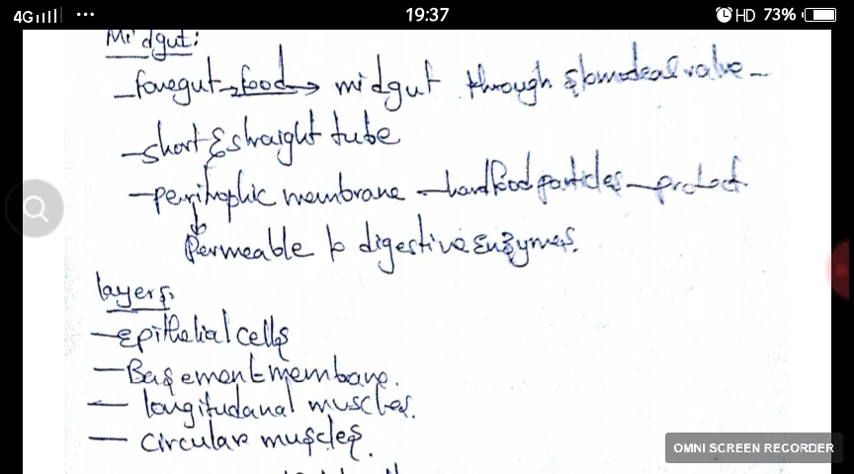 4G 19:37 HD 73%
Midgut:
- foregut → food → midgut through stomodeal valve -
- short & straight tube
- peritrophic membrane - hard food particles - protect
Permeable to digestive enzymes.
layers.
- Epithelial cells
- Basement membane.
- longitudanal muscles.
- circular muscles.
OMNI SCREEN RECORDER